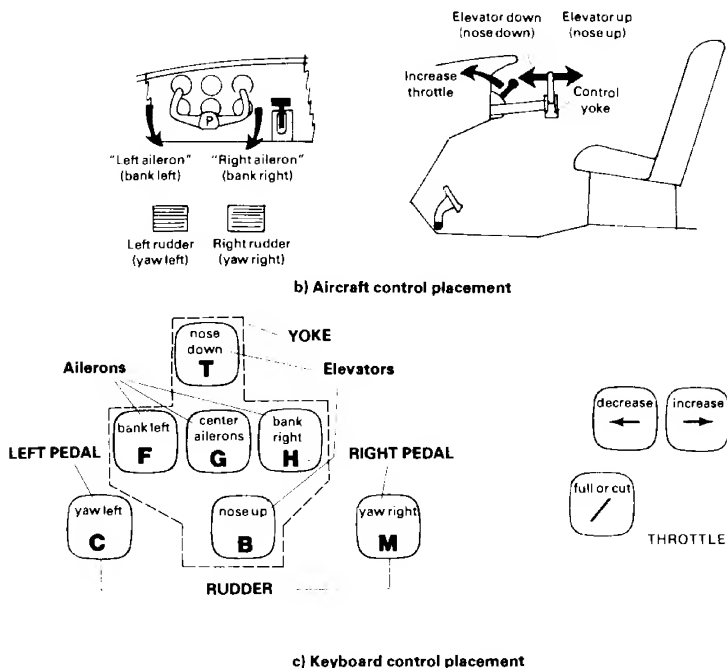 Elevator down
(nose down)
Elevator up
(nose up)
Increase
throttle
Control
yoke
P
"Left aileron"
(bank left)
"Right aileron"
(bank right)
Left rudder
(yaw left)
Right rudder
(yaw right)
b) Aircraft control placement
nose
down
T
YOKE
Ailerons
Elevators
bank left
F
center
ailerons
G
bank
right
H
decrease
←
increase
→
LEFT PEDAL
RIGHT PEDAL
yaw left
C
nose up
B
yaw right
M
full or cut
/
THROTTLE
RUDDER
c) Keyboard control placement